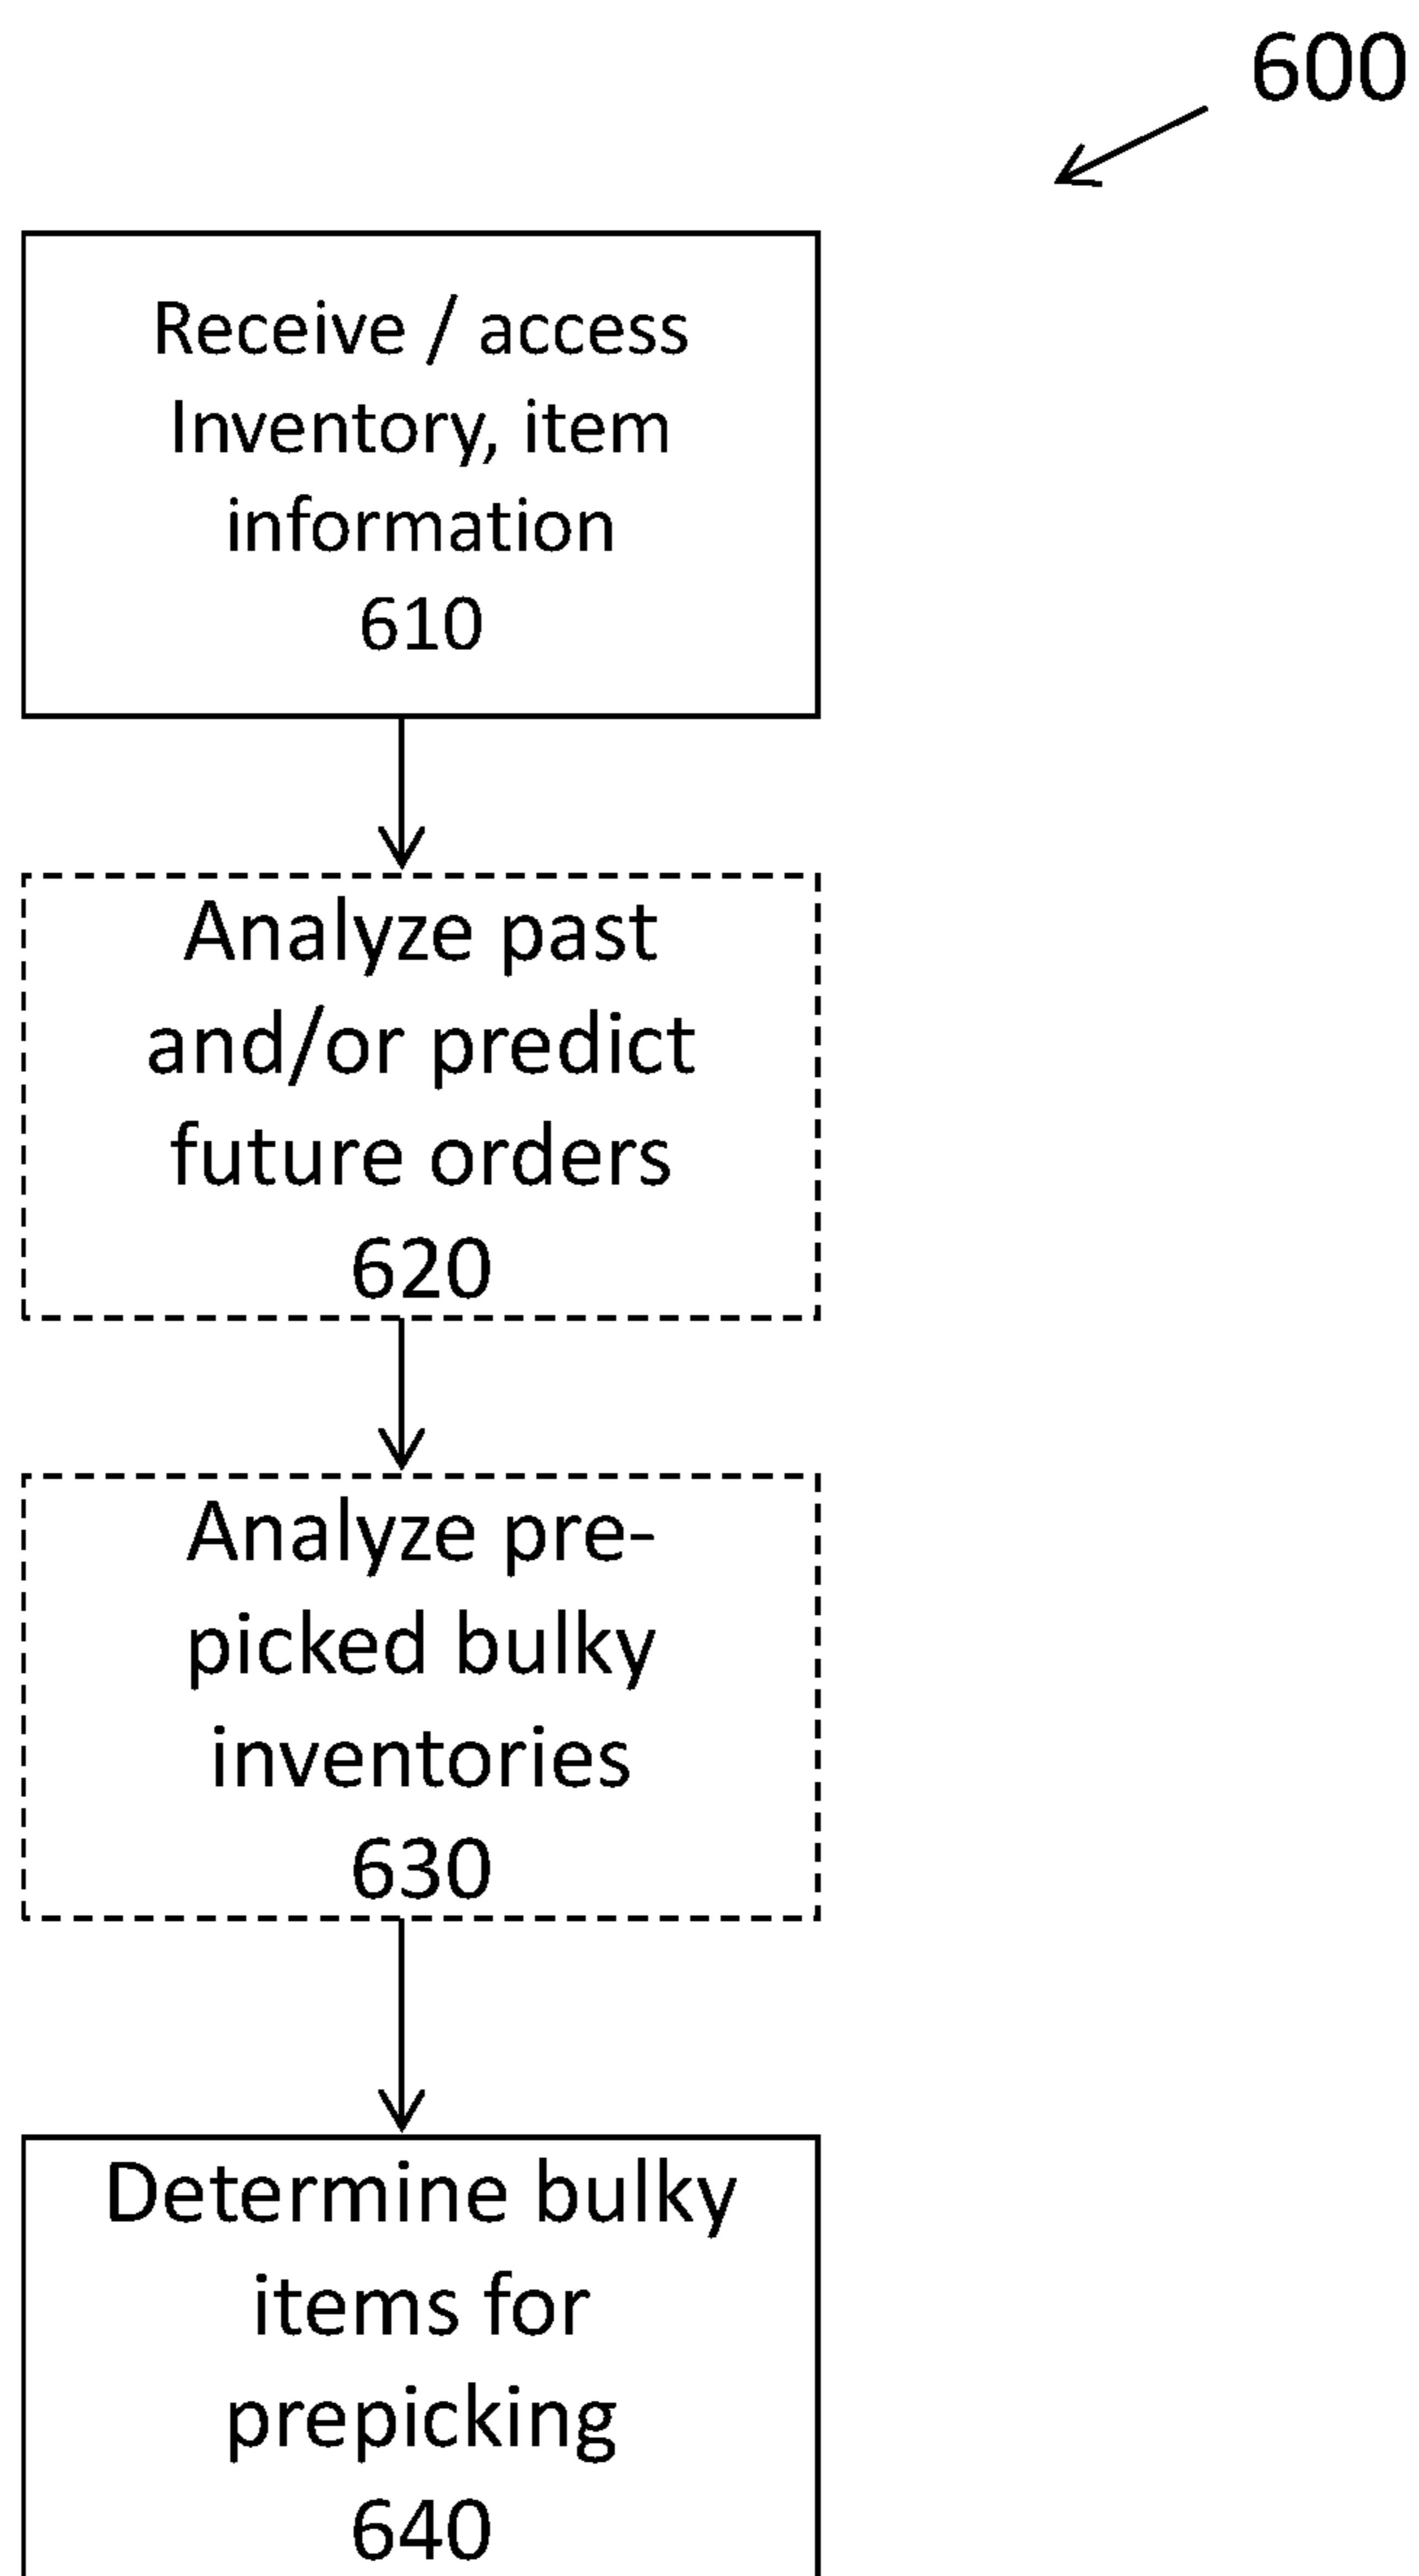 600
Receive / access
Inventory, item
information
610
Analyze past
and/or predict
future orders
620
Analyze pre-
picked bulky
inventories
630
Determine bulky
items for
prepicking
640